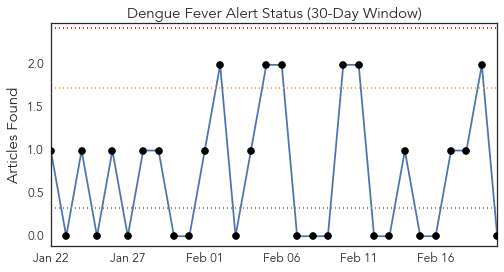 Dengue Fever Alert Status (30-Day Window)
Articles Found
2.0
1.5
1.0
0.5
0.0
Jan 22 Jan 27 Feb 01 Feb 06 Feb 11 Feb 16